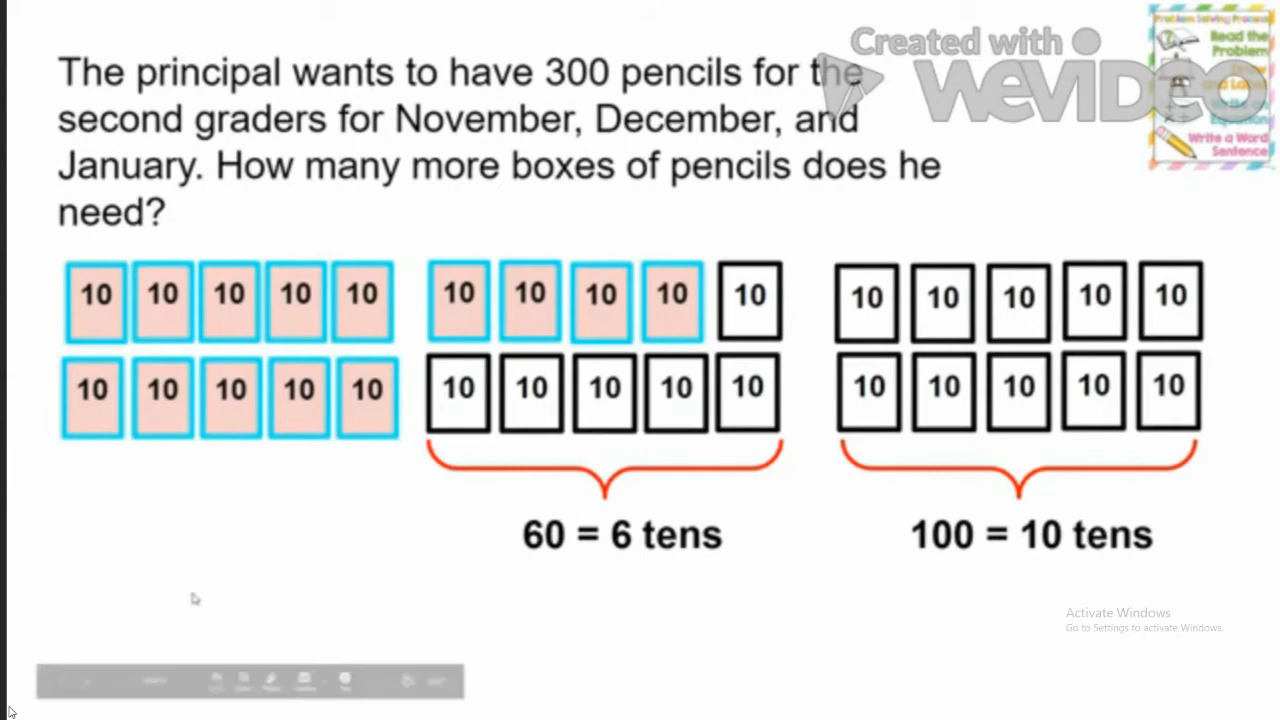 Created with
WEVIDEO
The principal wants to have 300 pencils for the
second graders for November, December, and
January. How many more boxes of pencils does he
need?
Problem Solving Process
Read the
Problem
Write a Word
Sentence
10 10 10 10 10 10 10 10 10 10 10 10 10 10 10
10 10 10 10 10 10 10 10 10 10 10 10 10 10 10
60 = 6 tens 100 = 10 tens
Activate Windows
Go to Settings to activate Windows.